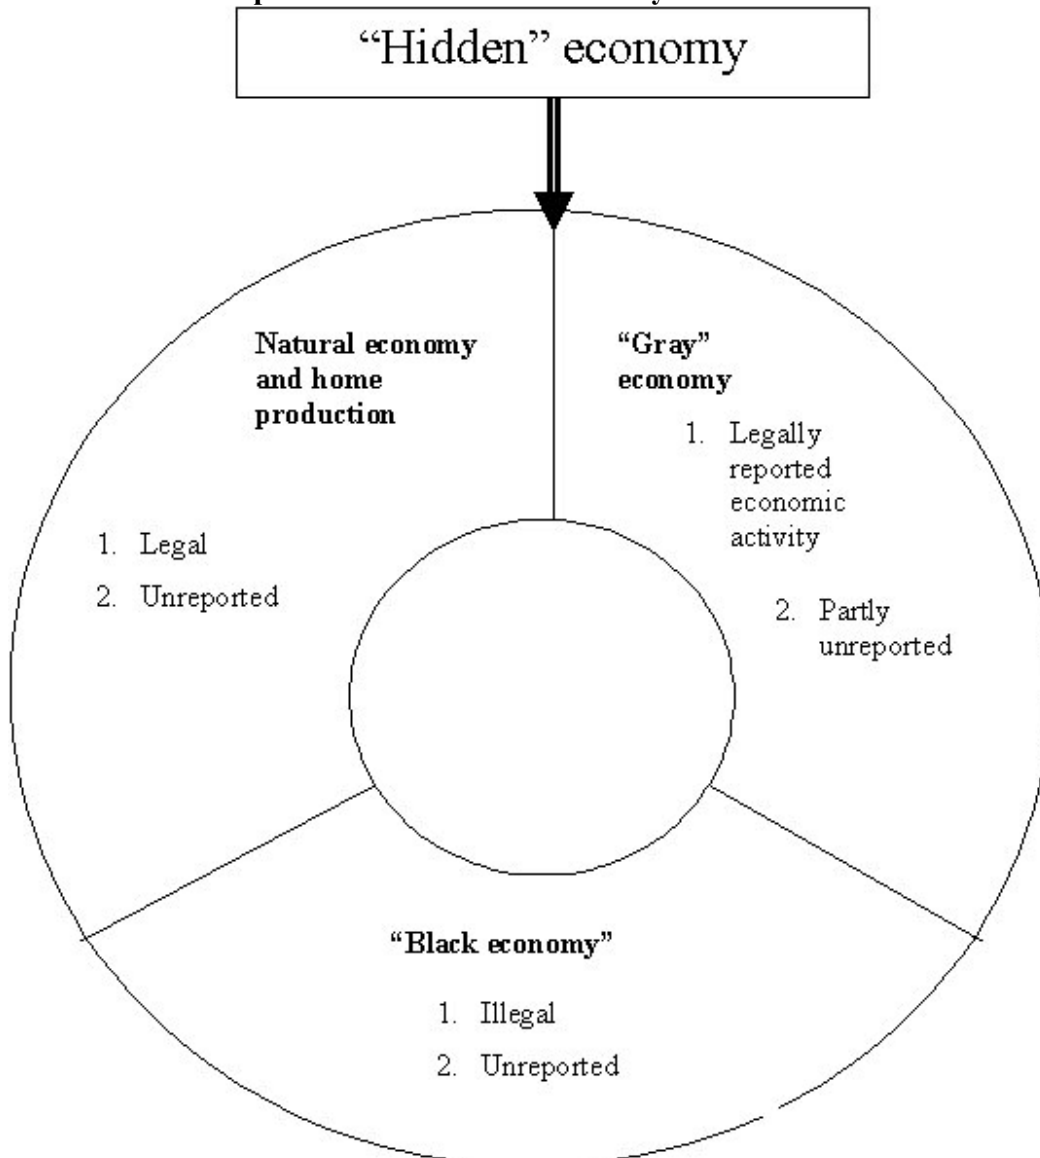 “Hidden” economy
Natural economy
and home
production
1. Legal
2. Unreported
“Gray”
economy
1. Legally
reported
economic
activity
2. Partly
unreported
“Black economy”
1. Illegal
2. Unreported